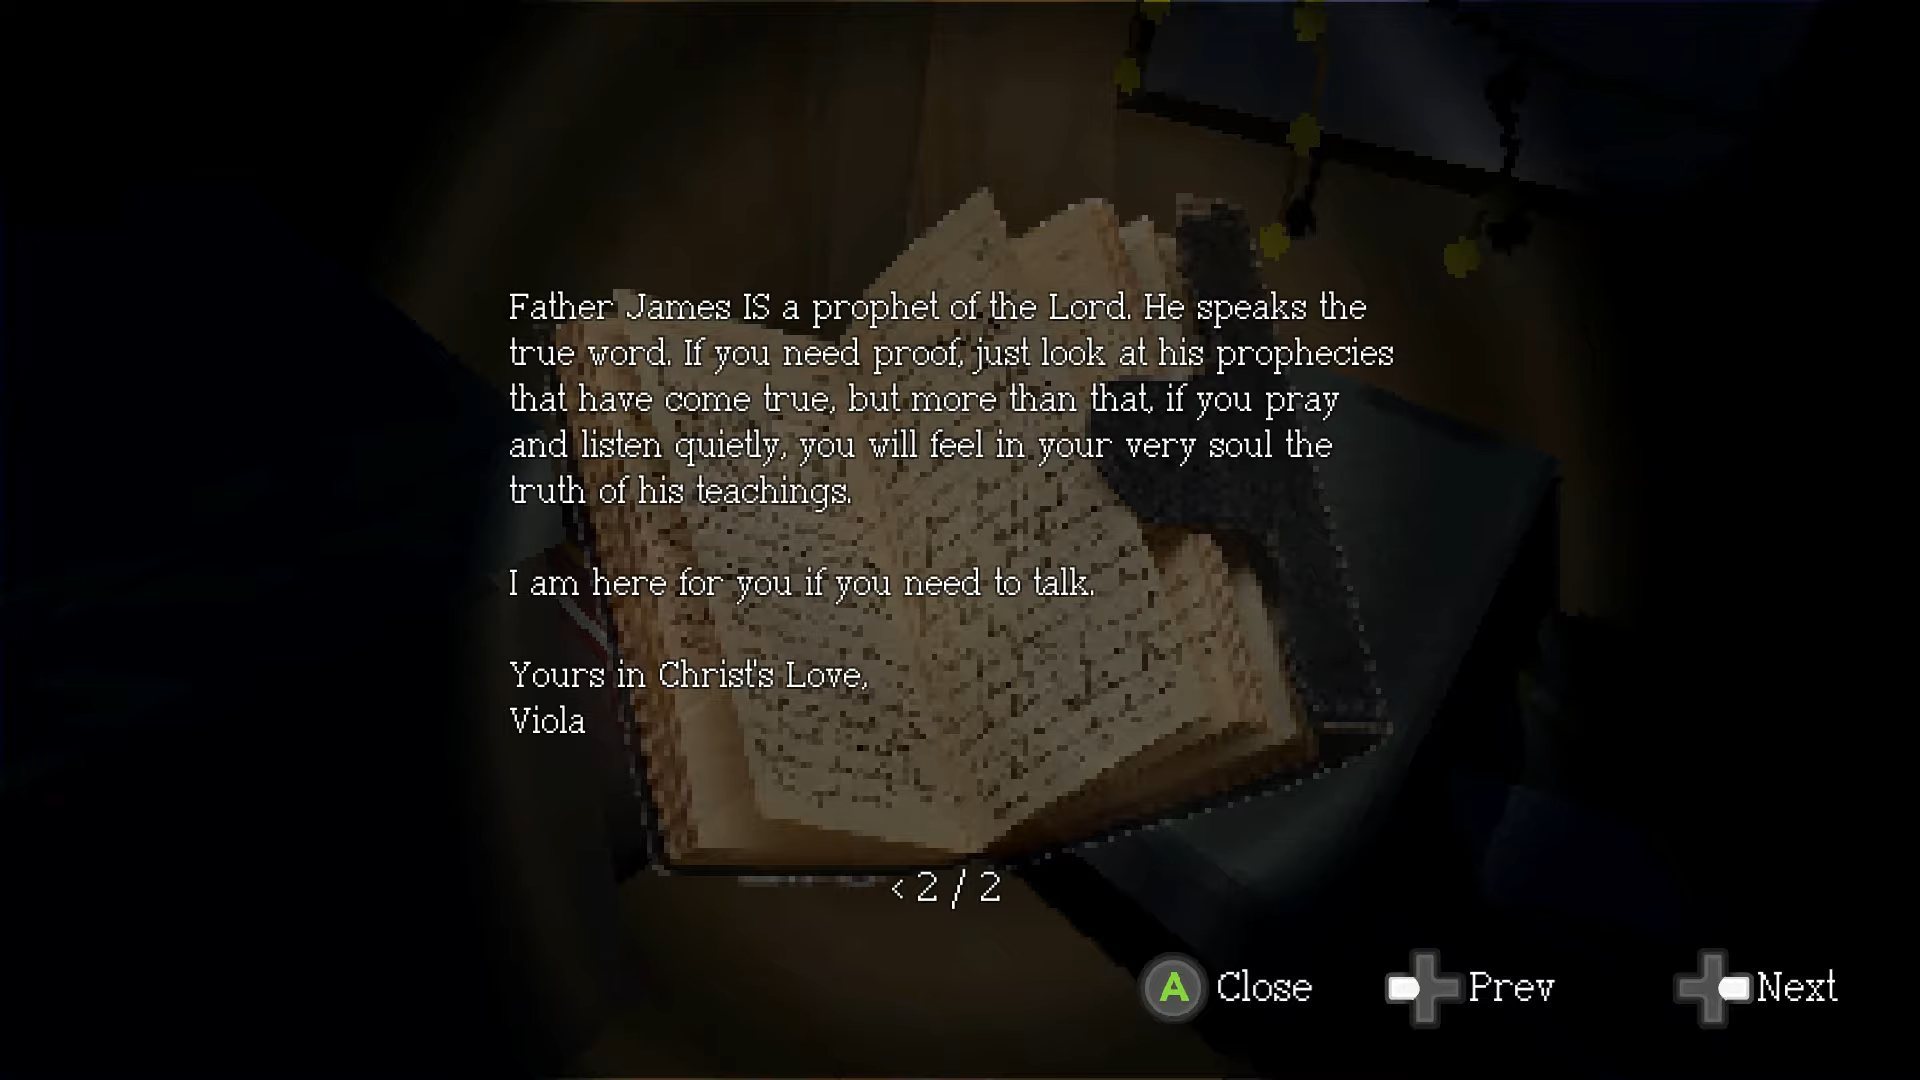 Father James IS a prophet of the Lord. He speaks the
true word. If you need proof, just look at his prophecies
that have come true, but more than that, if you pray
and listen quietly, you will feel in your very soul the
truth of his teachings.
I am here for you if you need to talk.
Yours in Christ's Love,
Viola
< 2 / 2
A Close Prev Next